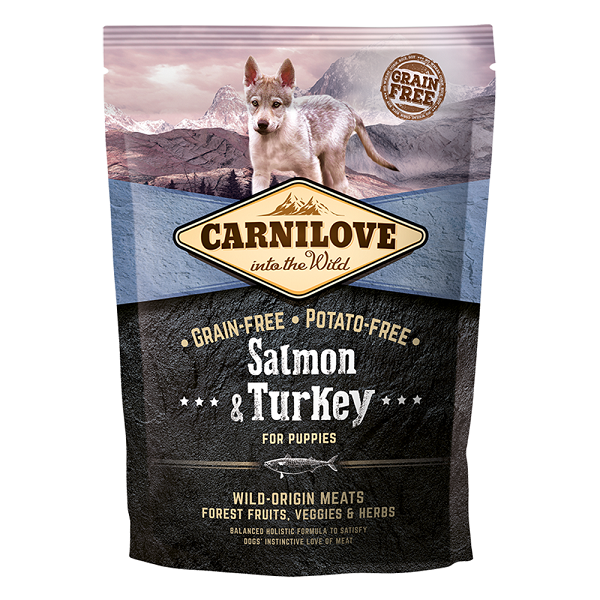 GRAIN
FREE
CARNILOVE
into the Wild
• GRAIN-FREE • POTATO-FREE •
Salmon
& Turkey
FOR PUPPIES
WILD-ORIGIN MEATS
FOREST FRUITS, VEGGIES & HERBS
BALANCED HOLISTIC FORMULA TO SATISFY
DOGS' INSTINCTIVE LOVE OF MEAT